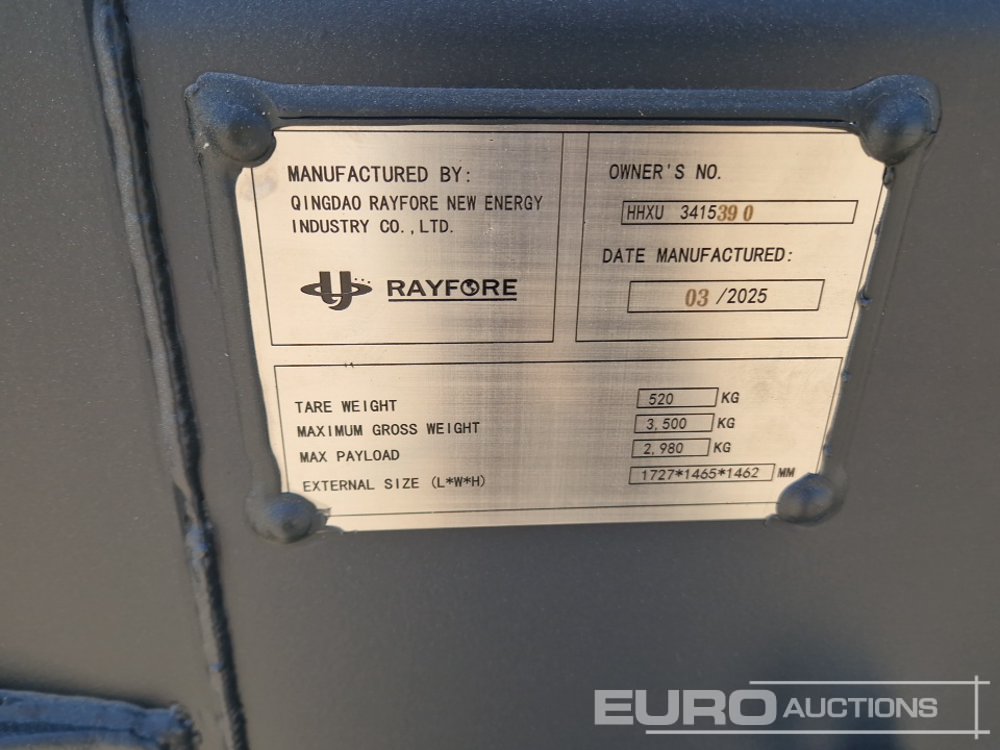 MANUFACTURED BY:
QINGDAO RAYFORE NEW ENERGY
INDUSTRY CO., LTD.
RAYFORE
OWNER'S NO.
HHXU 3415390
DATE MANUFACTURED:
03/2025
TARE WEIGHT 520 KG
MAXIMUM GROSS WEIGHT 3,500 KG
MAX PAYLOAD 2,980 KG
EXTERNAL SIZE (L*W*H) 1727*1465*1462 MM
EURO AUCTIONS